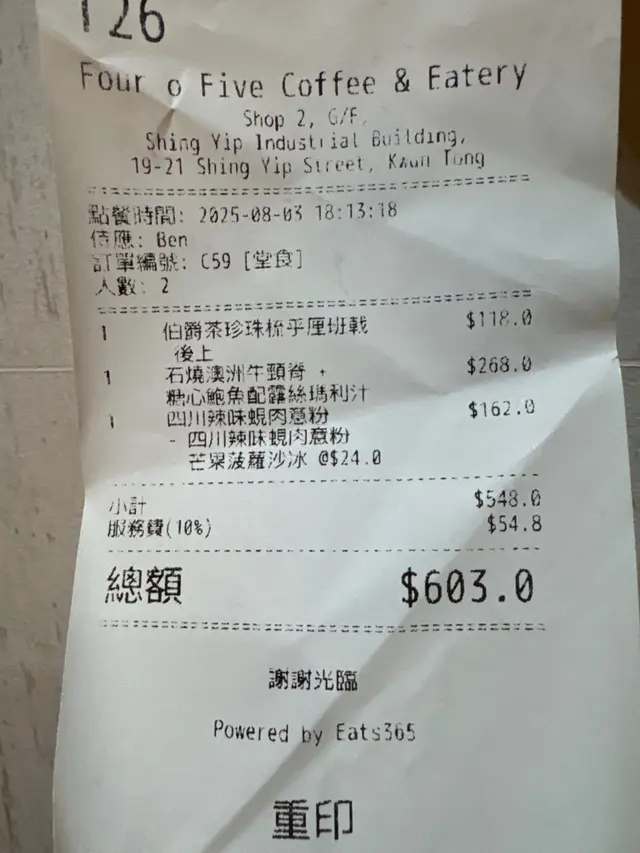 126
Four o Five Coffee & Eatery
Shop 2, G/F,
Shing Yip Industrial Building,
19-21 Shing Yip Street, Kwun Tong
點餐時間: 2025-08-03 18:13:18
侍應: Ben
訂單編號: C59 [堂食]
人數: 2
1 伯爵茶珍珠梳乎厘班戟 $118.0
後上
1 石燒澳洲牛頸脊 + $268.0
糖心鮑魚配露絲瑪利汁
1 四川辣味蜆肉意粉 $162.0
- 四川辣味蜆肉意粉
芒果菠蘿沙冰 @$24.0
小計 $548.0
服務費(10%) $54.8
總額 $603.0
謝謝光臨
Powered by Eats365
重印